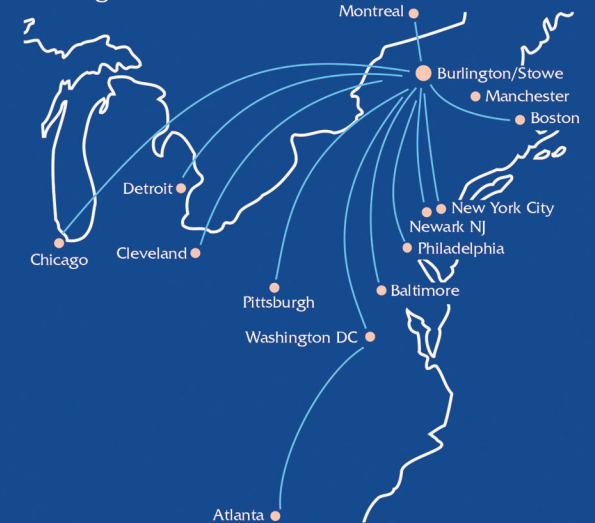 Montreal
Burlington/Stowe
Manchester
Boston
Detroit
New York City
Newark NJ
Cleveland
Philadelphia
Chicago
Baltimore
Pittsburgh
Washington DC
Atlanta